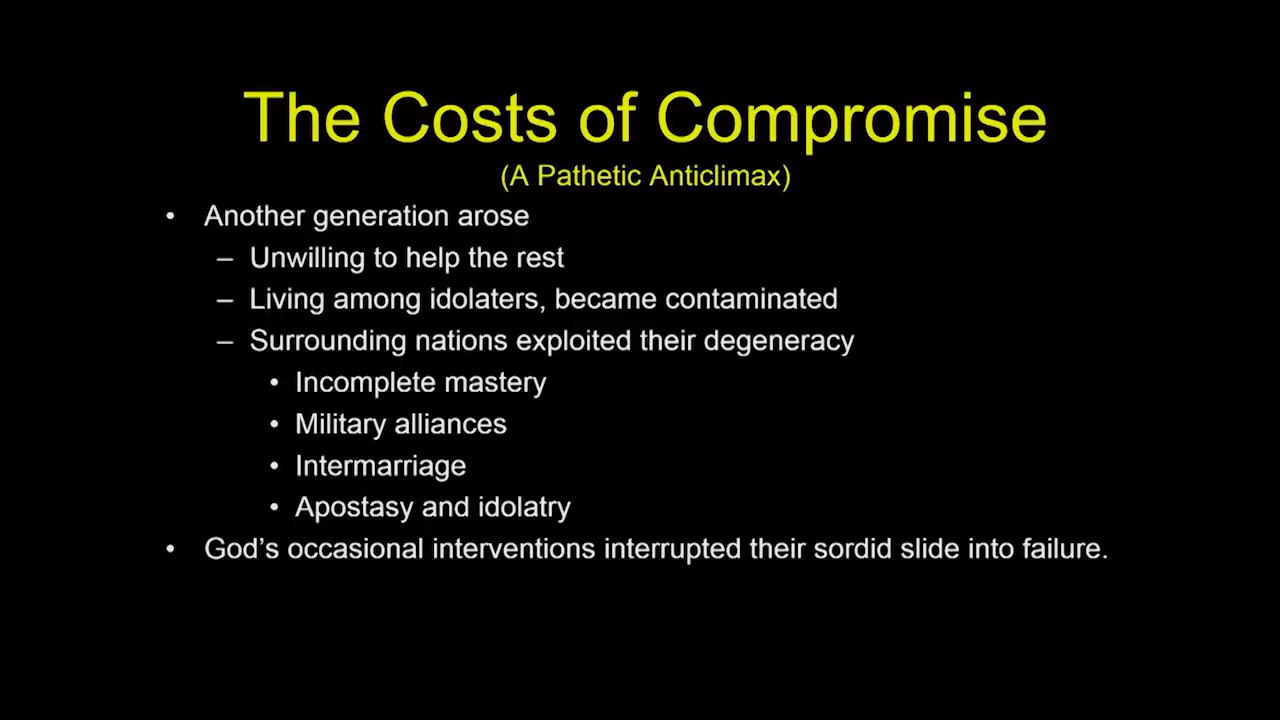 The Costs of Compromise
(A Pathetic Anticlimax)
• Another generation arose
– Unwilling to help the rest
– Living among idolaters, became contaminated
– Surrounding nations exploited their degeneracy
• Incomplete mastery
• Military alliances
• Intermarriage
• Apostasy and idolatry
• God’s occasional interventions interrupted their sordid slide into failure.